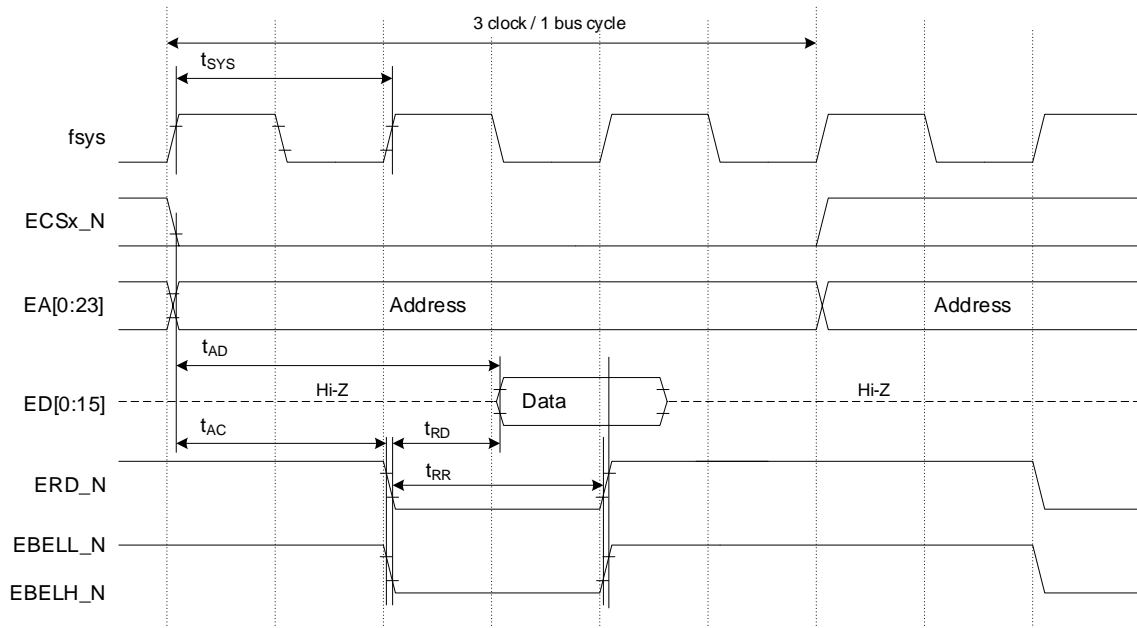 3 clock / 1 bus cycle
tSYS
fsys
ECSx_N
EA[0:23]
Address
Address
tAD
ED[0:15]
Hi-Z
Data
Hi-Z
tAC
tRD
tRR
ERD_N
EBELL_N
EBELH_N